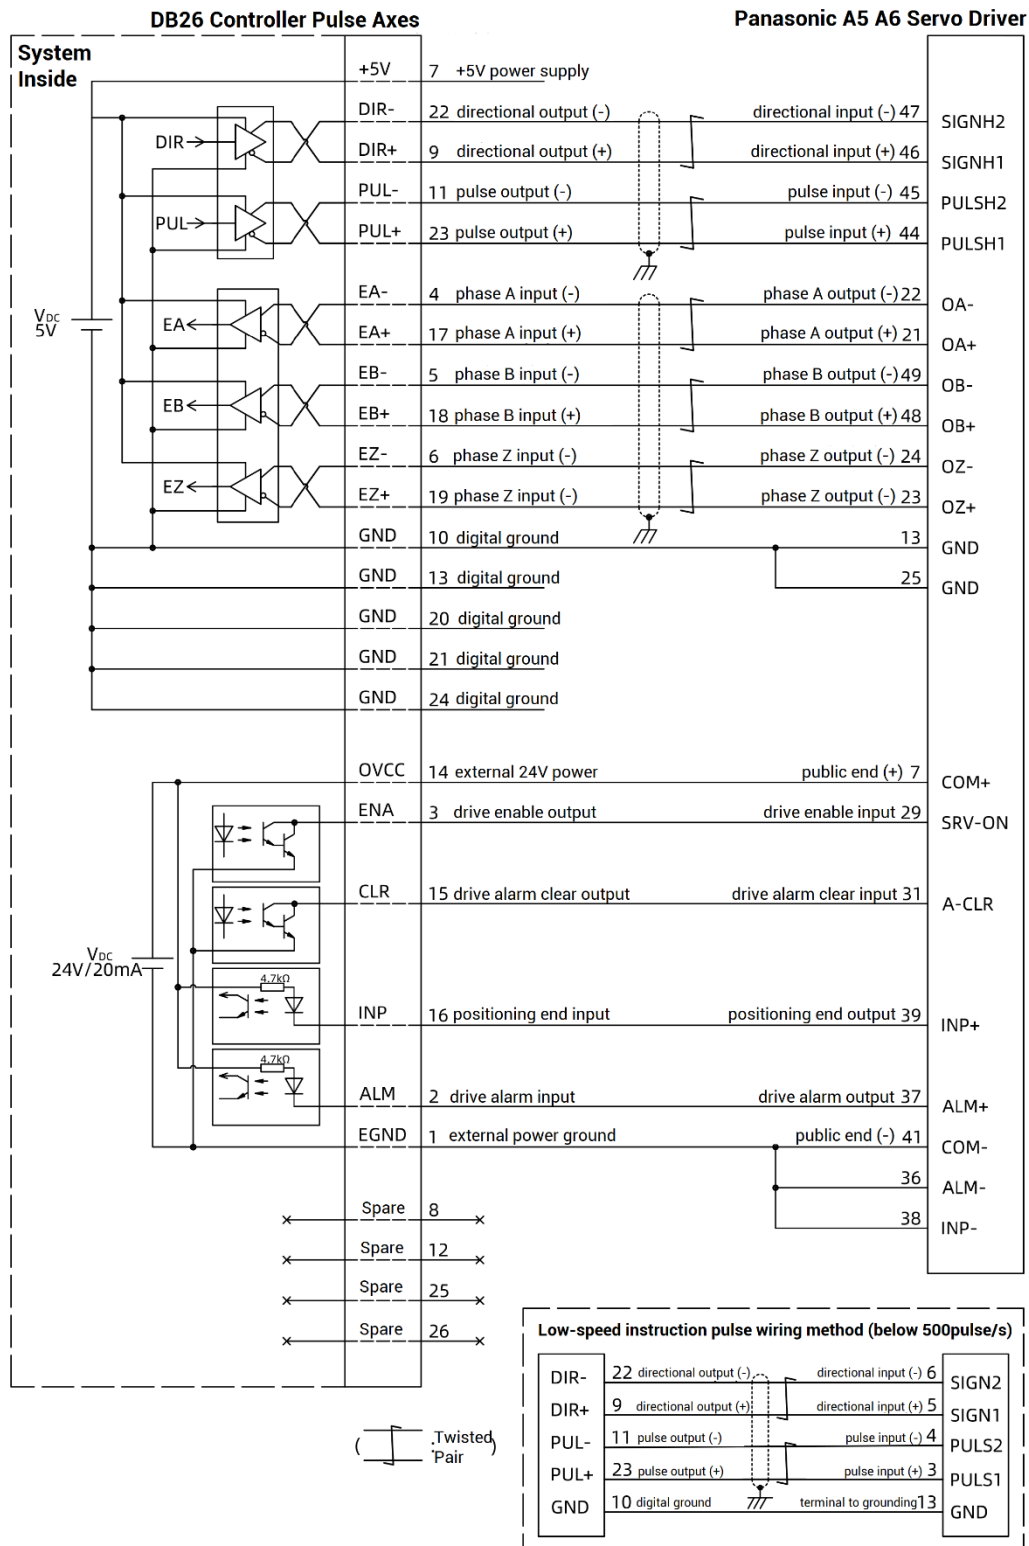 DB26 Controller Pulse Axes
Panasonic A5 A6 Servo Driver
System
Inside
+5V 7 +5V power supply
DIR- 22 directional output (-) directional input (-) 47 SIGNH2
DIR
DIR+ 9 directional output (+) directional input (+) 46 SIGNH1
PUL- 11 pulse output (-) pulse input (-) 45 PULSH2
PUL
PUL+ 23 pulse output (+) pulse input (+) 44 PULSH1
EA- 4 phase A input (-) phase A output (-) 22 OA-
VDC
5V
EA
EA+ 17 phase A input (+) phase A output (+) 21 OA+
EB- 5 phase B input (-) phase B output (-) 49 OB-
EB
EB+ 18 phase B input (+) phase B output (+) 48 OB+
EZ- 6 phase Z input (-) phase Z output (-) 24 OZ-
EZ
EZ+ 19 phase Z input (-) phase Z output (-) 23 OZ+
GND 10 digital ground 13 GND
GND 13 digital ground 25 GND
GND 20 digital ground
GND 21 digital ground
GND 24 digital ground
OVCC 14 external 24V power public end (+) 7 COM+
ENA 3 drive enable output drive enable input 29 SRV-ON
CLR 15 drive alarm clear output drive alarm clear input 31 A-CLR
VDC
24V/20mA
4.7kΩ
INP 16 positioning end input positioning end output 39 INP+
4.7kΩ
ALM 2 drive alarm input drive alarm output 37 ALM+
EGND 1 external power ground public end (-) 41 COM-
36 ALM-
Spare 8 38 INP-
Spare 12
Spare 25
Spare 26
Low-speed instruction pulse wiring method (below 500pulse/s)
DIR- 22 directional output (-) directional input (-) 6 SIGN2
DIR+ 9 directional output (+) directional input (+) 5 SIGN1
PUL- 11 pulse output (-) pulse input (-) 4 PULS2
PUL+ 23 pulse output (+) pulse input (+) 3 PULS1
GND 10 digital ground terminal to grounding 13 GND
( : Twisted
Pair )